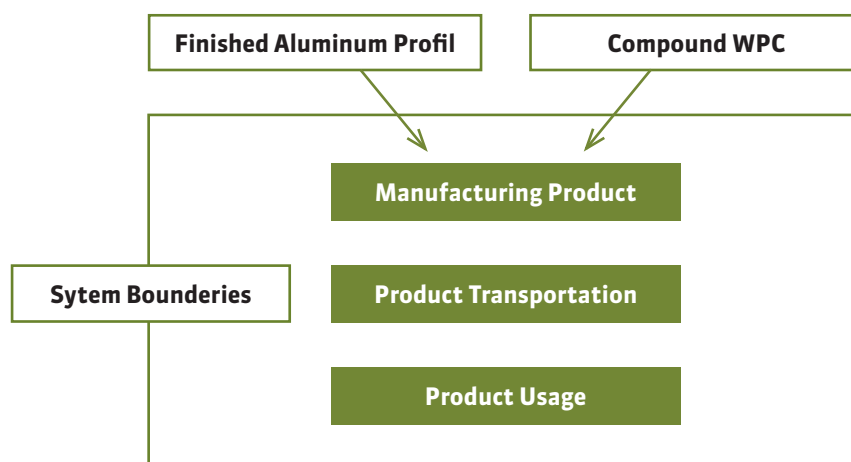 Finished Aluminum Profil
Compound WPC
Manufacturing Product
Sytem Bounderies
Product Transportation
Product Usage